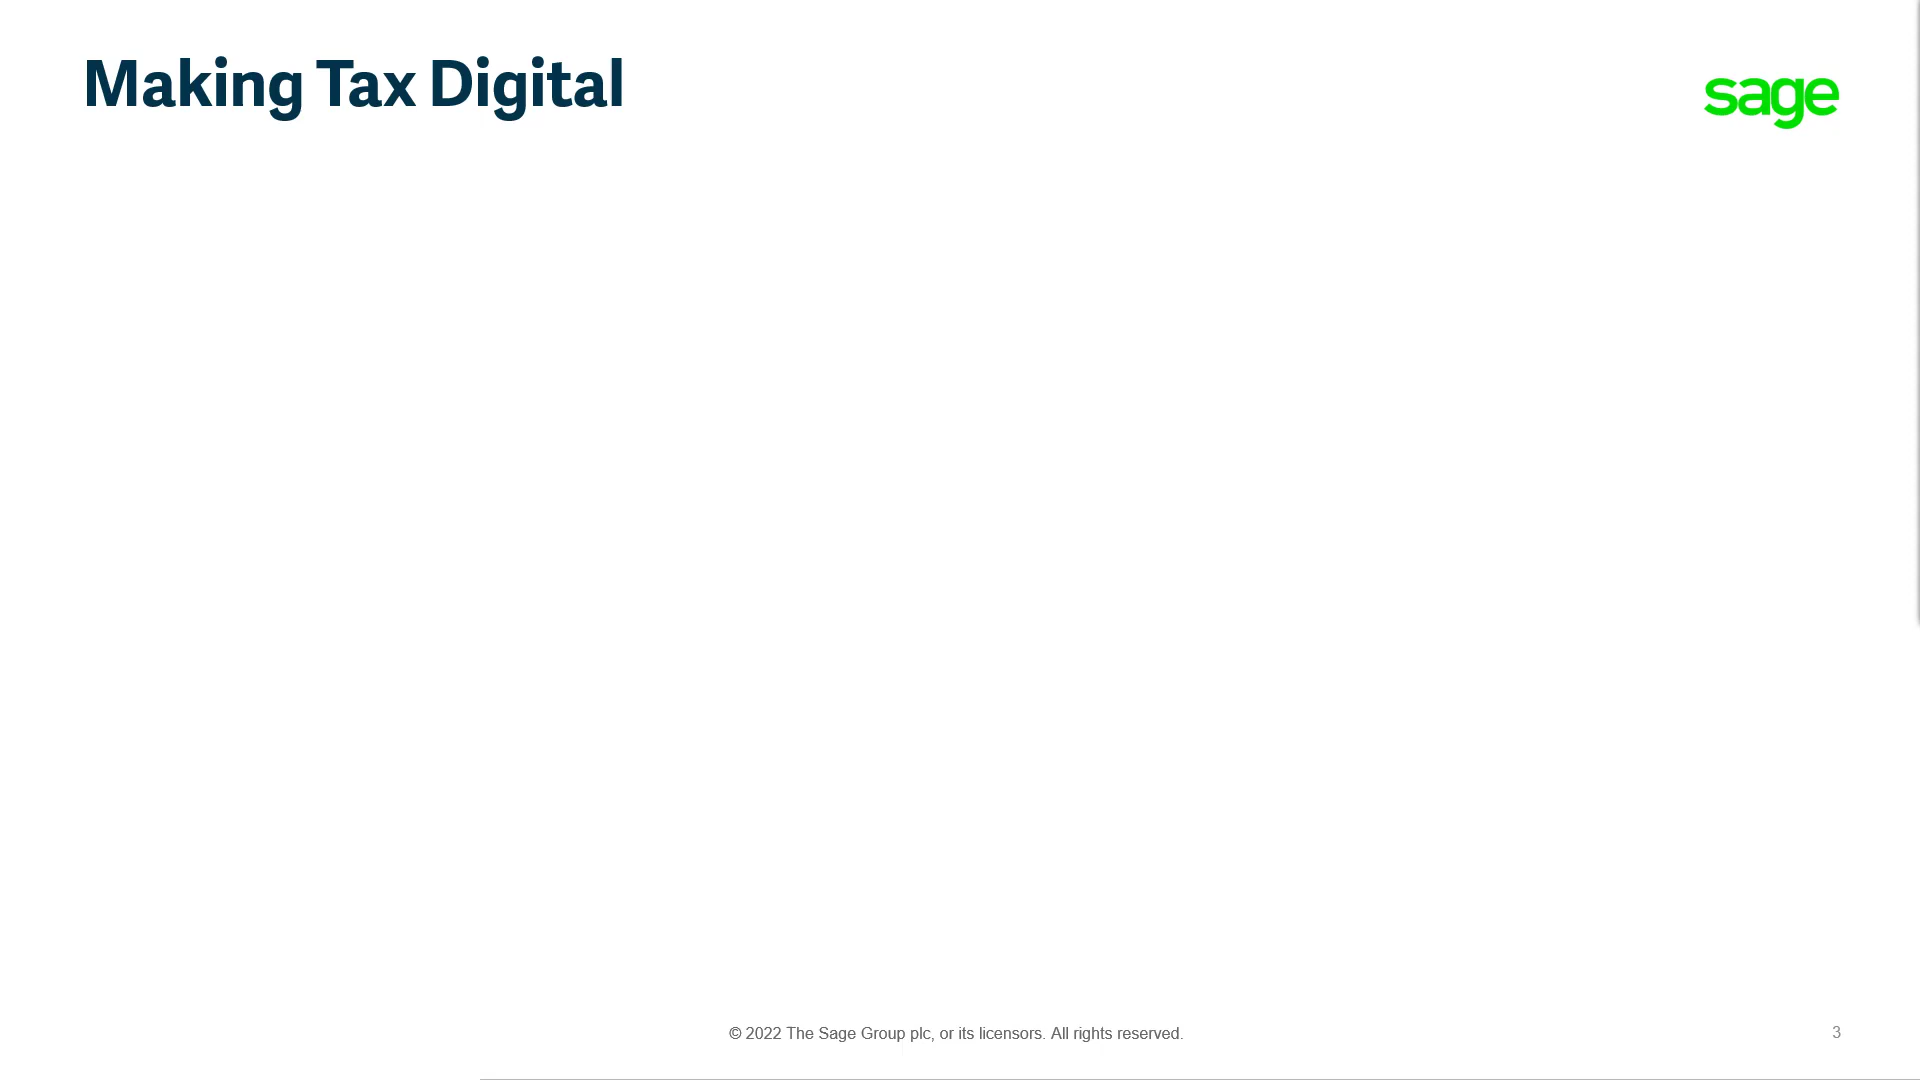 Making Tax Digital
sage
© 2022 The Sage Group plc, or its licensors. All rights reserved.
3